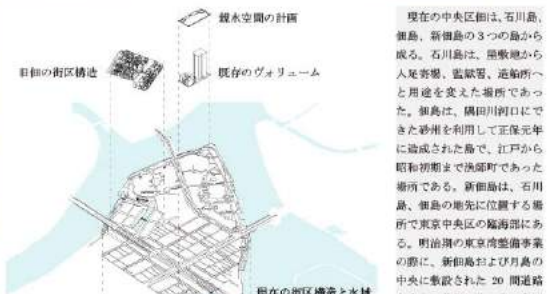 親水空間の計画
旧佃の街区構造
既存のヴォリューム
現在の街区構造と水域
現在の中央区佃は、石川島、
佃島、新佃島の3つの島から
成る。石川島は、屋敷地から
人足寄場、監獄署、造船所へ
と用途を変えた場所であっ
た。佃島は、隅田川河口にで
きた砂州を利用して正保元年
に造成された島で、江戸から
昭和初期まで漁師町であった
場所である。新佃島は、石川
島、佃島の地先に位置する場
所で東京中央区の臨海部にあ
る。明治期の東京湾整備事業
の際に、新佃島および月島の
中央に敷設された 20 間道路